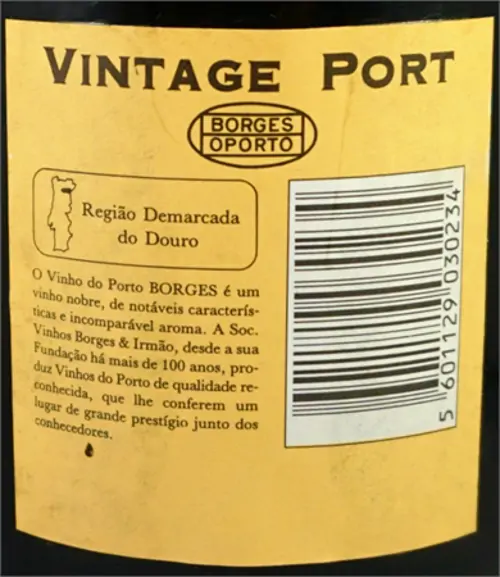 VINTAGE PORT
BORGES
OPORTO
Região Demarcada
do Douro
O Vinho do Porto BORGES é um
vinho nobre, de notáveis caracterís-
ticas e incomparável aroma. A Soc.
Vinhos Borges & Irmão, desde a sua
Fundação há mais de 100 anos, pro-
duz Vinhos do Porto de qualidade re-
conhecida, que lhe conferem um
lugar de grande prestígio junto dos
conhecedores.
5 601129 030234